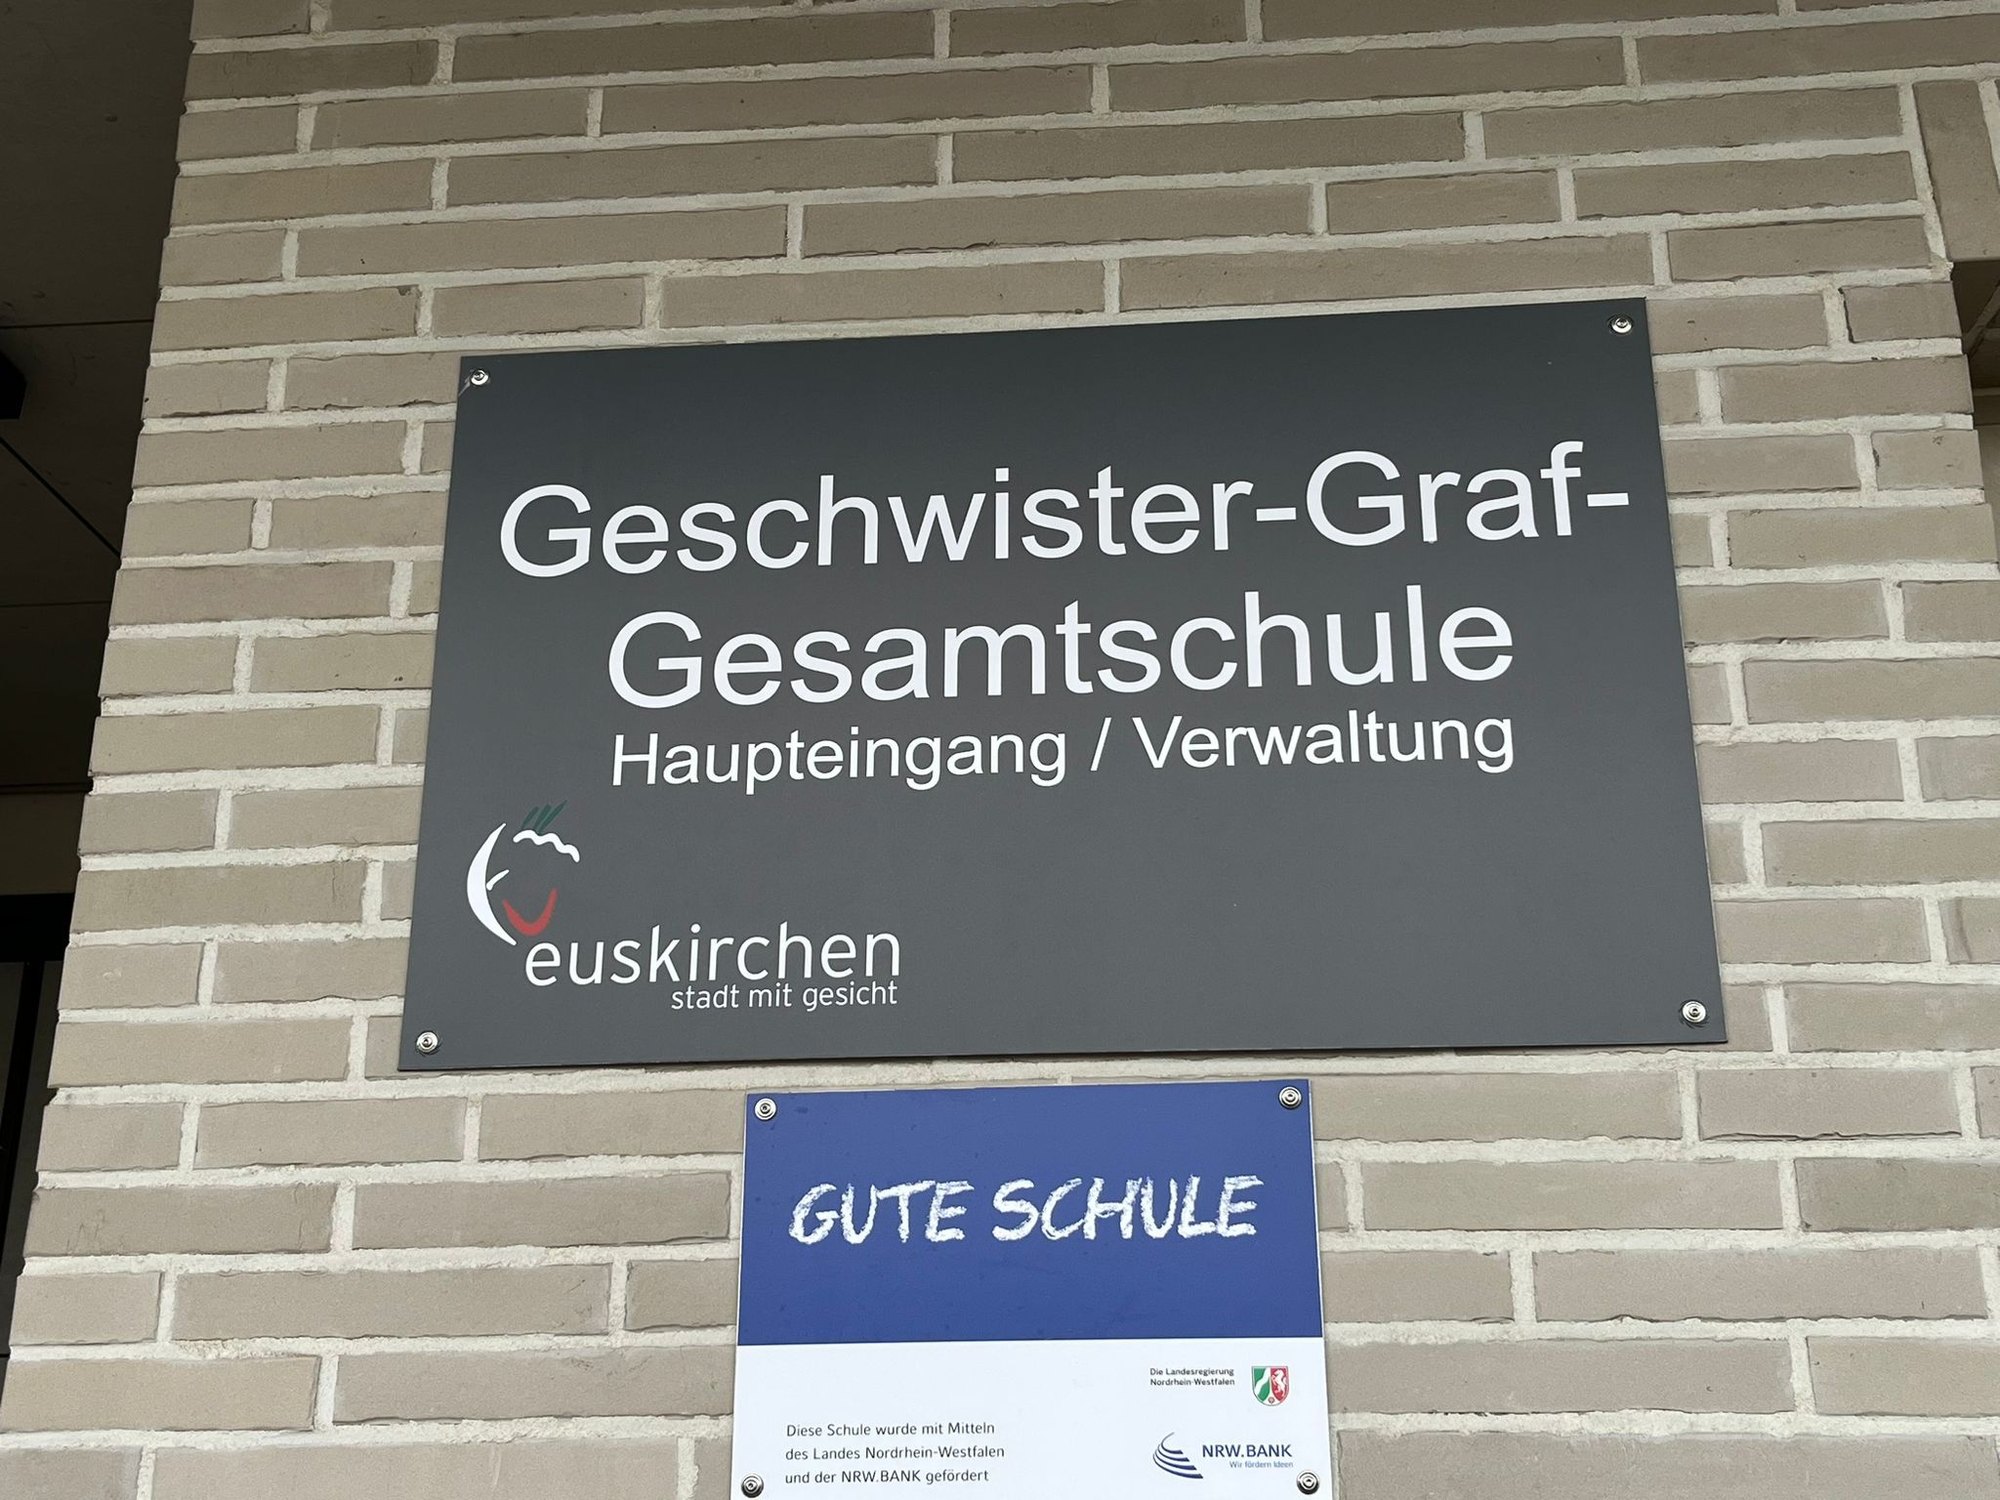 Geschwister-Graf-
Gesamtschule
Haupteingang / Verwaltung
euskirchen
stadt mit gesicht
GUTE SCHULE
Die Landesregierung
Nordrhein-Westfalen
Diese Schule wurde mit Mitteln
des Landes Nordrhein-Westfalen
und der NRW.BANK gefördert
NRW.BANK
Wir fördern Ideen